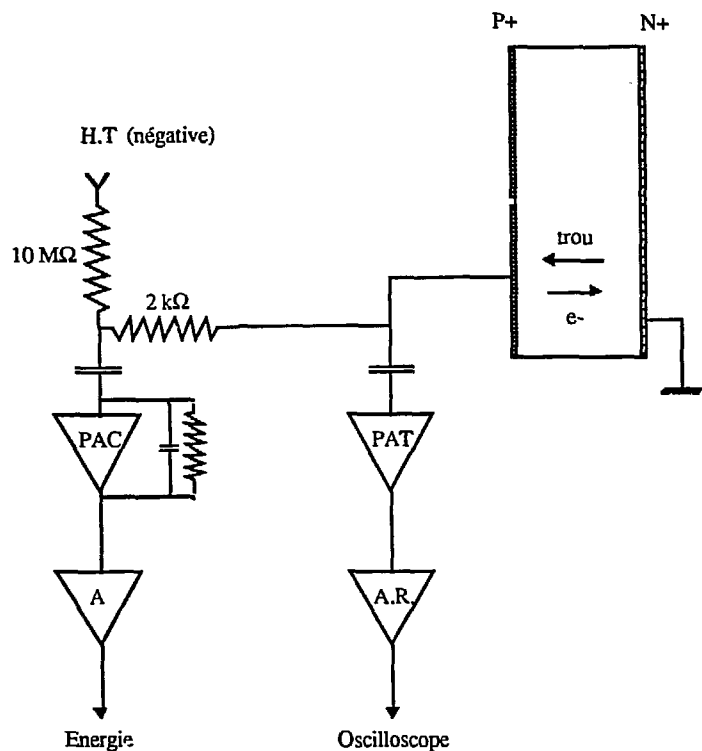 P+
N+
H.T (négative)
10 MΩ
2 kΩ
trou
e-
PAC
PAT
A
A.R.
Energie
Oscilloscope